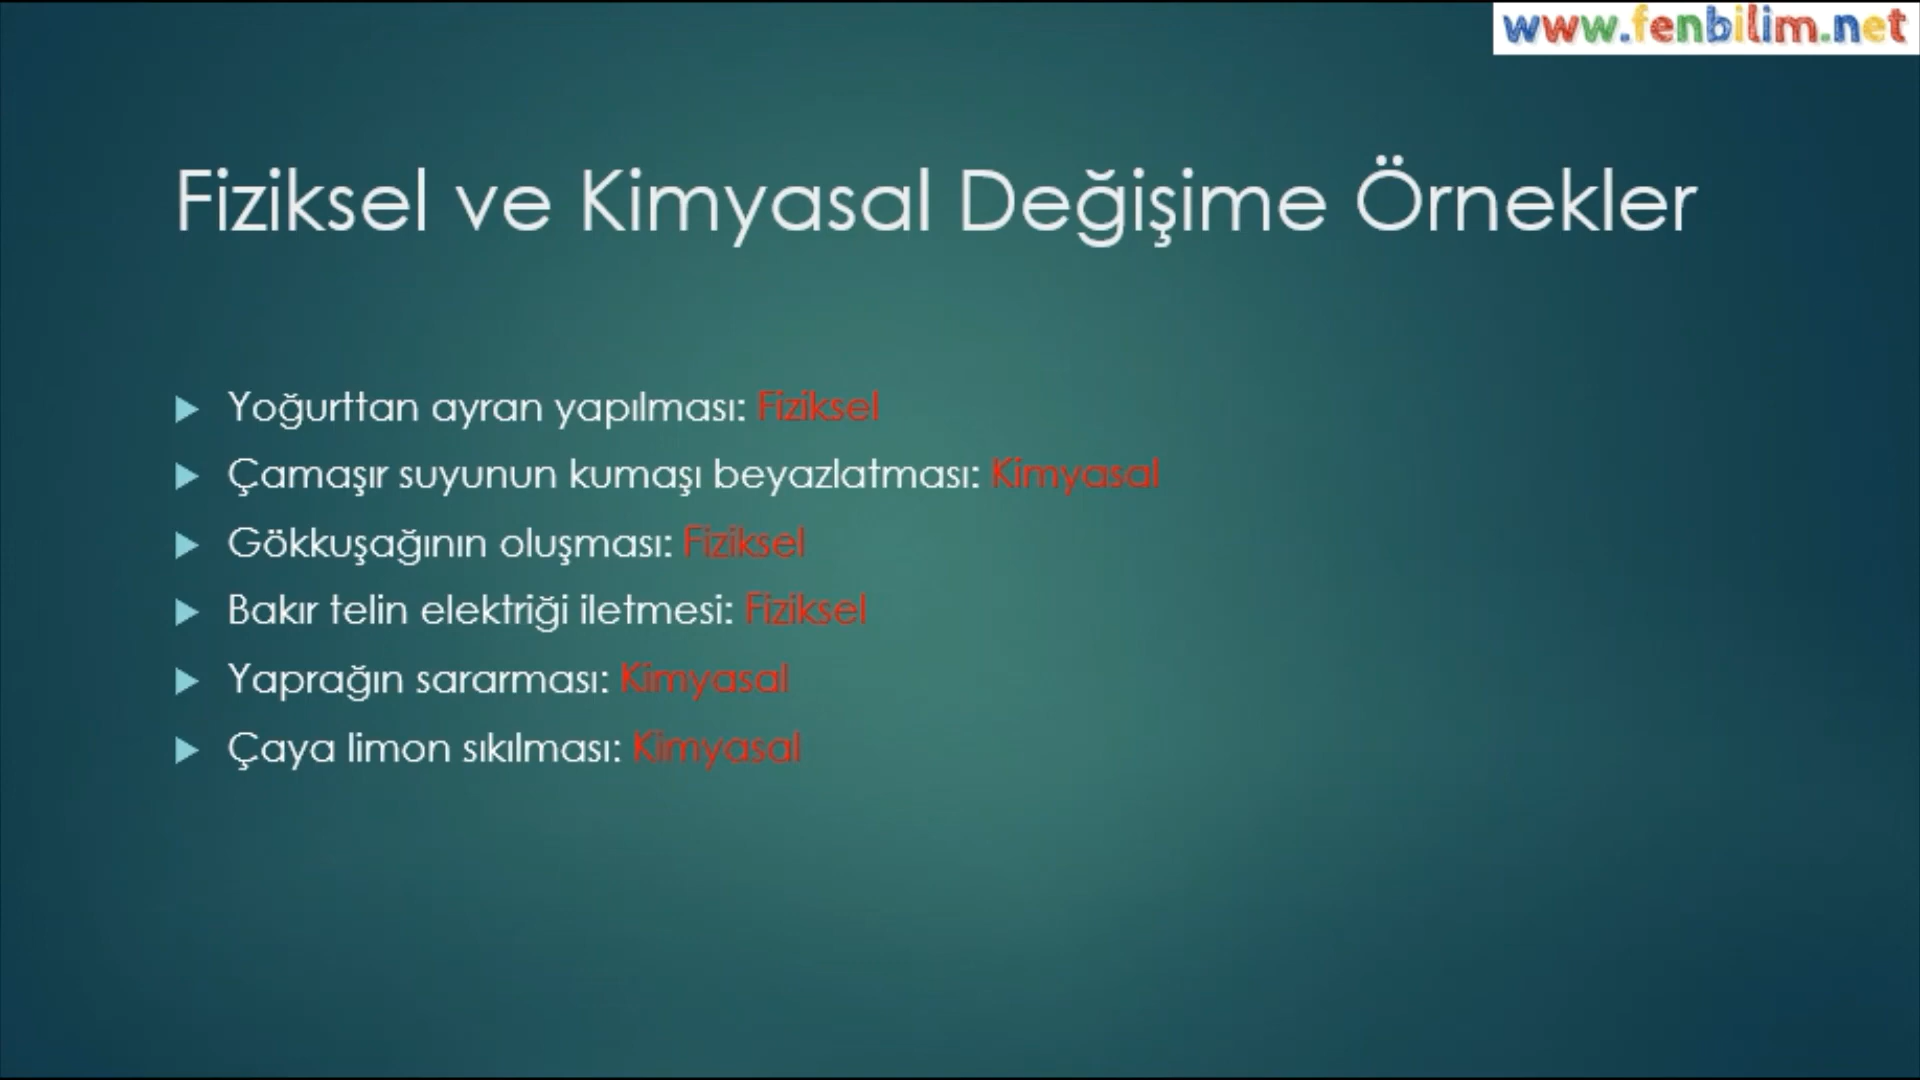 www.fenbilim.net
Fiziksel ve Kimyasal Değişime Örnekler
Yoğurttan ayran yapılması: Fiziksel
Çamaşır suyunun kumaşı beyazlatması: Kimyasal
Gökkuşağının oluşması: Fiziksel
Bakır telin elektriği iletmesi: Fiziksel
Yaprağın sararması: Kimyasal
Çaya limon sıkılması: Kimyasal